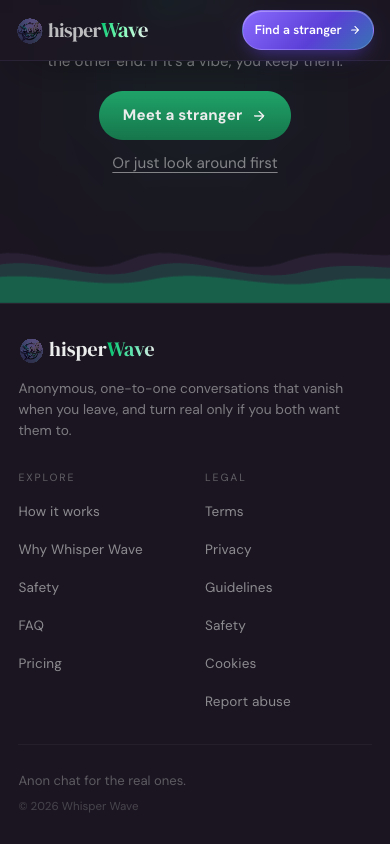 hisperWave
Find a stranger →
the other end. If it's a vibe, you keep them.
Meet a stranger →
Or just look around first
hisperWave
Anonymous, one-to-one conversations that vanish
when you leave, and turn real only if you both want
them to.
EXPLORE
How it works
Why Whisper Wave
Safety
FAQ
Pricing
LEGAL
Terms
Privacy
Guidelines
Safety
Cookies
Report abuse
Anon chat for the real ones.
© 2026 Whisper Wave